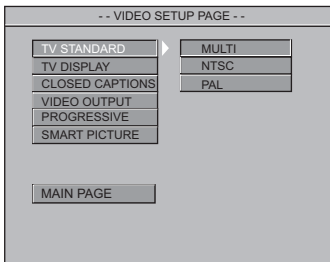 - - VIDEO SETUP PAGE - -
TV STANDARD
TV DISPLAY
CLOSED CAPTIONS
VIDEO OUTPUT
PROGRESSIVE
SMART PICTURE
MULTI
NTSC
PAL
MAIN PAGE